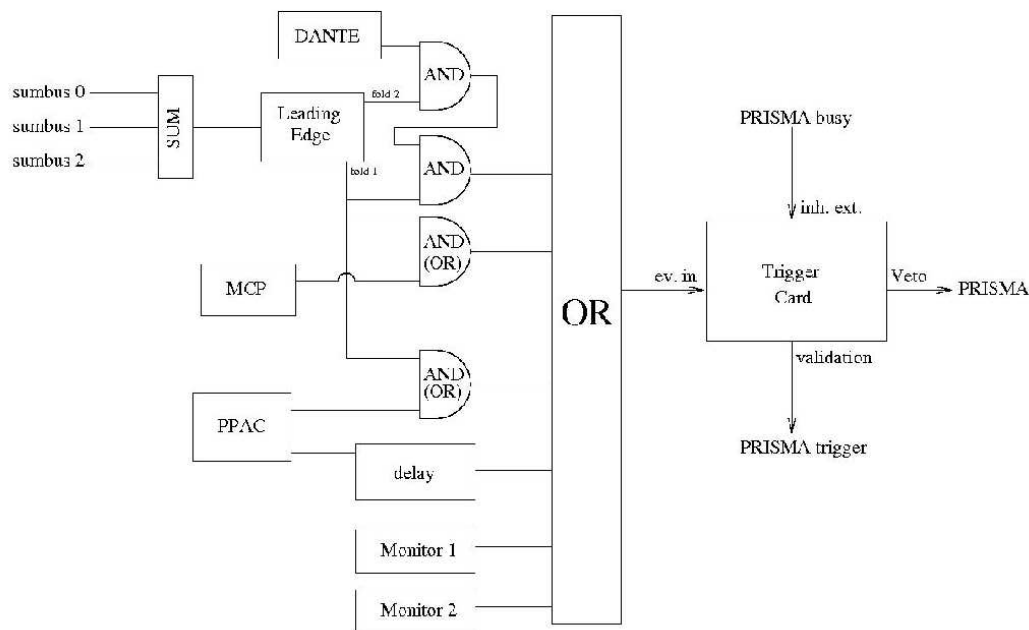 DANTE
AND
sumbus 0
sumbus 1
sumbus 2
SUM
Leading
Edge
fold 2
fold 1
AND
AND
(OR)
MCP
AND
(OR)
PPAC
delay
Monitor 1
Monitor 2
OR
PRISMA busy
inh. ext.
ev. in
Trigger
Card
Veto
PRISMA
validation
PRISMA trigger